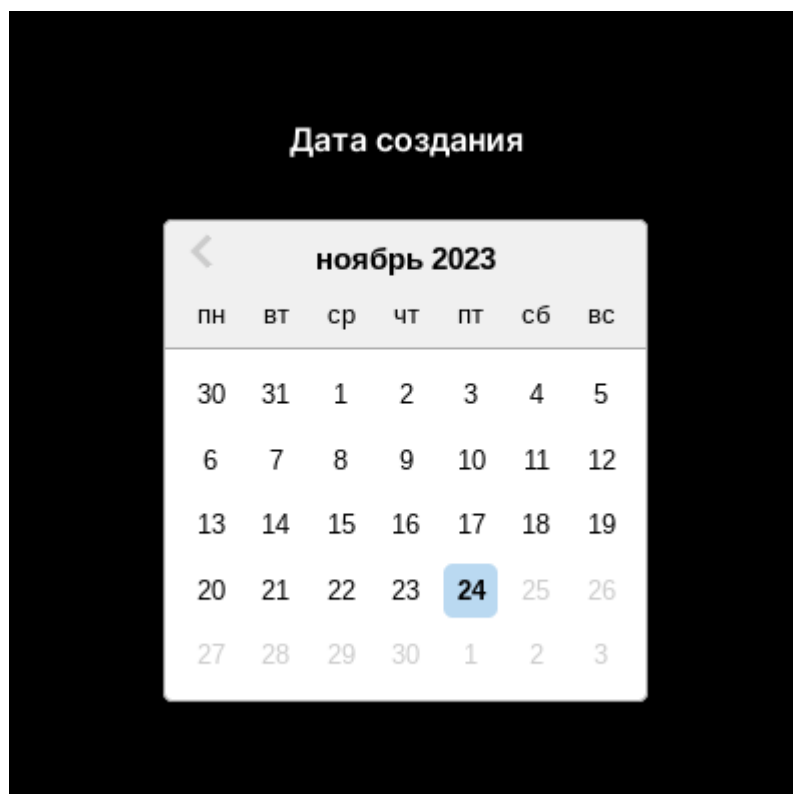 Дата создания
ноябрь 2023
пн вт ср чт пт сб вс
30 31 1 2 3 4 5
6 7 8 9 10 11 12
13 14 15 16 17 18 19
20 21 22 23 24 25 26
27 28 29 30 1 2 3